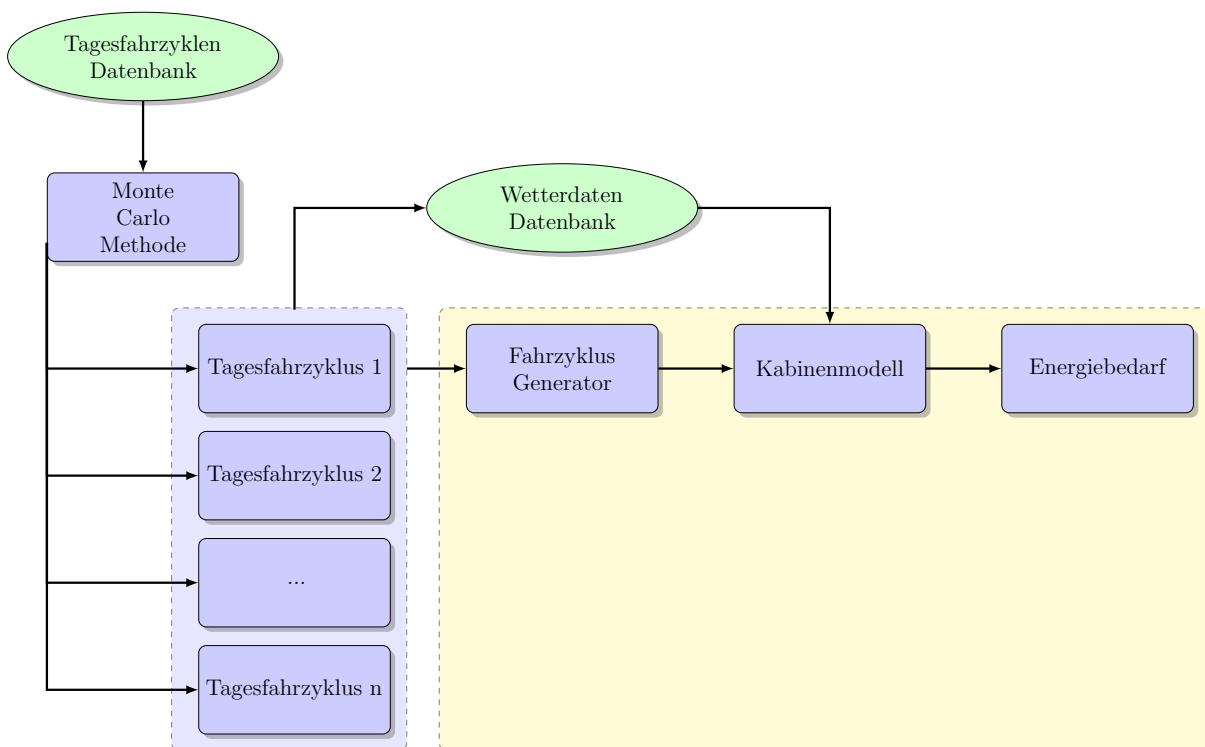 Tagesfahrzyklen
Datenbank
Monte
Carlo
Methode
Wetterdaten
Datenbank
Tagesfahrzyklus 1
Fahrzyklus
Generator
Kabinenmodell
Energiebedarf
Tagesfahrzyklus 2
...
Tagesfahrzyklus n